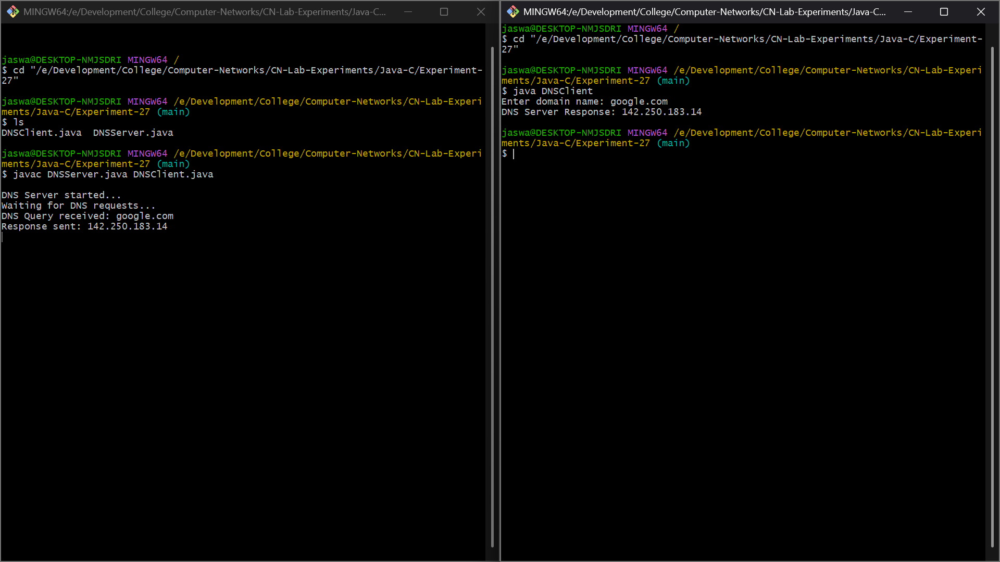 MINGW64:/e/Development/College/Computer-Networks/CN-Lab-Experiments/Java-C...
jaswa@DESKTOP-NMJSDRI MINGW64 /
$ cd "/e/Development/College/Computer-Networks/CN-Lab-Experiments/Java-C/Experiment-
27"
jaswa@DESKTOP-NMJSDRI MINGW64 /e/Development/College/Computer-Networks/CN-Lab-Experi
ments/Java-C/Experiment-27 (main)
$ ls
DNSClient.java  DNSServer.java
jaswa@DESKTOP-NMJSDRI MINGW64 /e/Development/College/Computer-Networks/CN-Lab-Experi
ments/Java-C/Experiment-27 (main)
$ javac DNSServer.java DNSClient.java
DNS Server started...
Waiting for DNS requests...
DNS Query received: google.com
Response sent: 142.250.183.14
MINGW64:/e/Development/College/Computer-Networks/CN-Lab-Experiments/Java-C...
jaswa@DESKTOP-NMJSDRI MINGW64 /
$ cd "/e/Development/College/Computer-Networks/CN-Lab-Experiments/Java-C/Experiment-
27"
jaswa@DESKTOP-NMJSDRI MINGW64 /e/Development/College/Computer-Networks/CN-Lab-Experi
ments/Java-C/Experiment-27 (main)
$ java DNSClient
Enter domain name: google.com
DNS Server Response: 142.250.183.14
jaswa@DESKTOP-NMJSDRI MINGW64 /e/Development/College/Computer-Networks/CN-Lab-Experi
ments/Java-C/Experiment-27 (main)
$